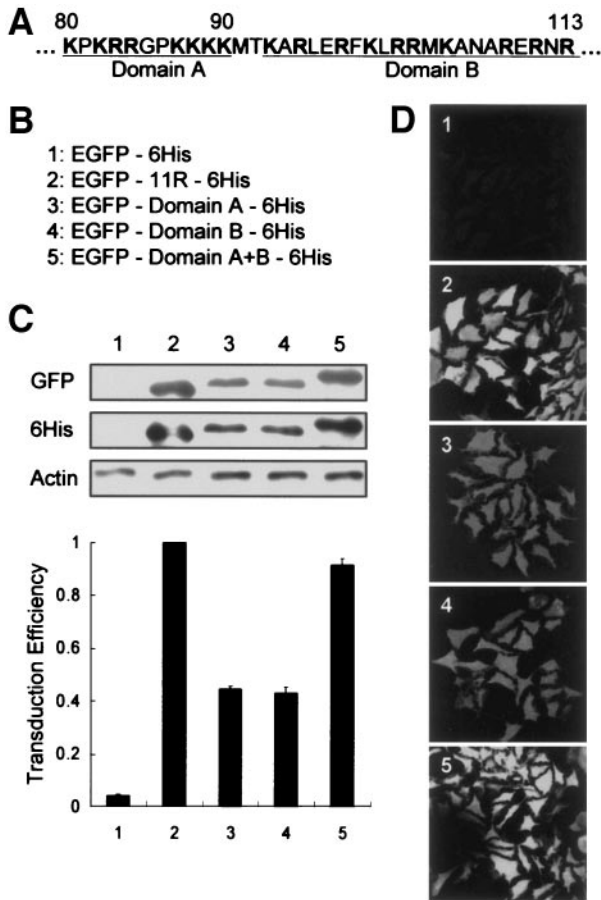 A
80 90 113
... KPKRRGPKKKKMTKARLERFKLRRMKANARERNR ...
Domain A Domain B
B
1: EGFP - 6His
2: EGFP - 11R - 6His
3: EGFP - Domain A - 6His
4: EGFP - Domain B - 6His
5: EGFP - Domain A+B - 6His
C
1 2 3 4 5
GFP
6His
Actin
Transduction Efficiency
1
0.8
0.6
0.4
0.2
0
1 2 3 4 5
D
1
2
3
4
5